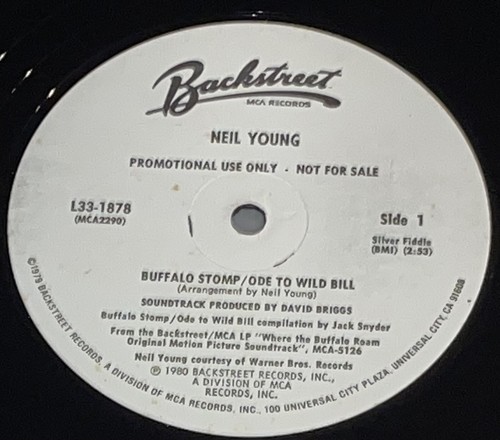 Backstreet
MCA RECORDS
NEIL YOUNG
PROMOTIONAL USE ONLY - NOT FOR SALE
L33-1878
(MCA2290)
Side 1
Silver Fiddle
(BMI) (2:53)
BUFFALO STOMP/ODE TO WILD BILL
(Arrangement by Neil Young)
SOUNDTRACK PRODUCED BY DAVID BRIGGS
Buffalo Stomp/Ode to Wild Bill compilation by Jack Snyder
From the Backstreet/MCA LP "Where the Buffalo Roam
Original Motion Picture Soundtrack", MCA-5126
Neil Young courtesy of Warner Bros. Records
℗ 1980 BACKSTREET RECORDS, INC.,
A DIVISION OF MCA
RECORDS, INC.
©1979 BACKSTREET RECORDS, A DIVISION OF MCA RECORDS, INC., 100 UNIVERSAL CITY PLAZA, UNIVERSAL CITY, CA 91608